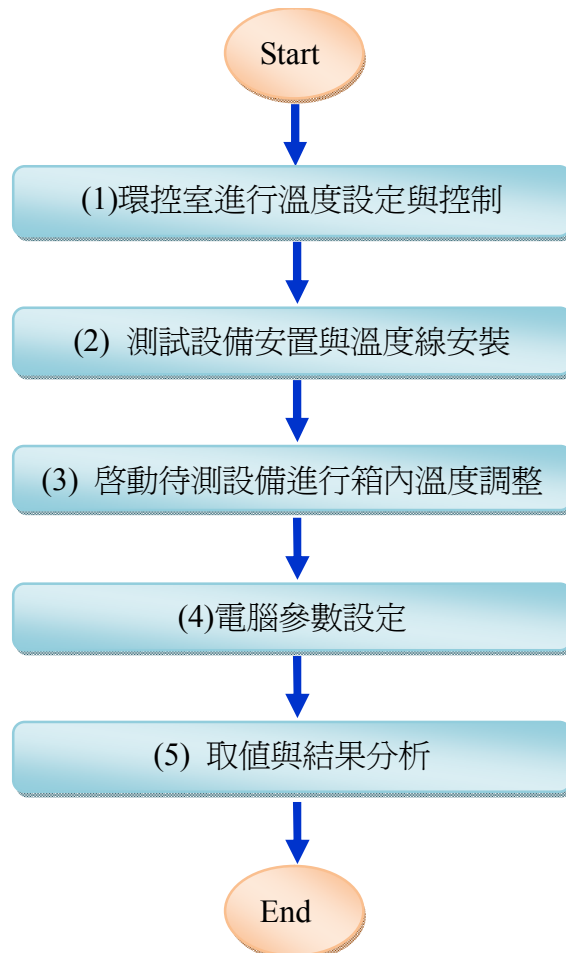 Start
(1)環控室進行溫度設定與控制
(2) 測試設備安置與溫度線安裝
(3) 啓動待測設備進行箱內溫度調整
(4)電腦參數設定
(5) 取值與結果分析
End